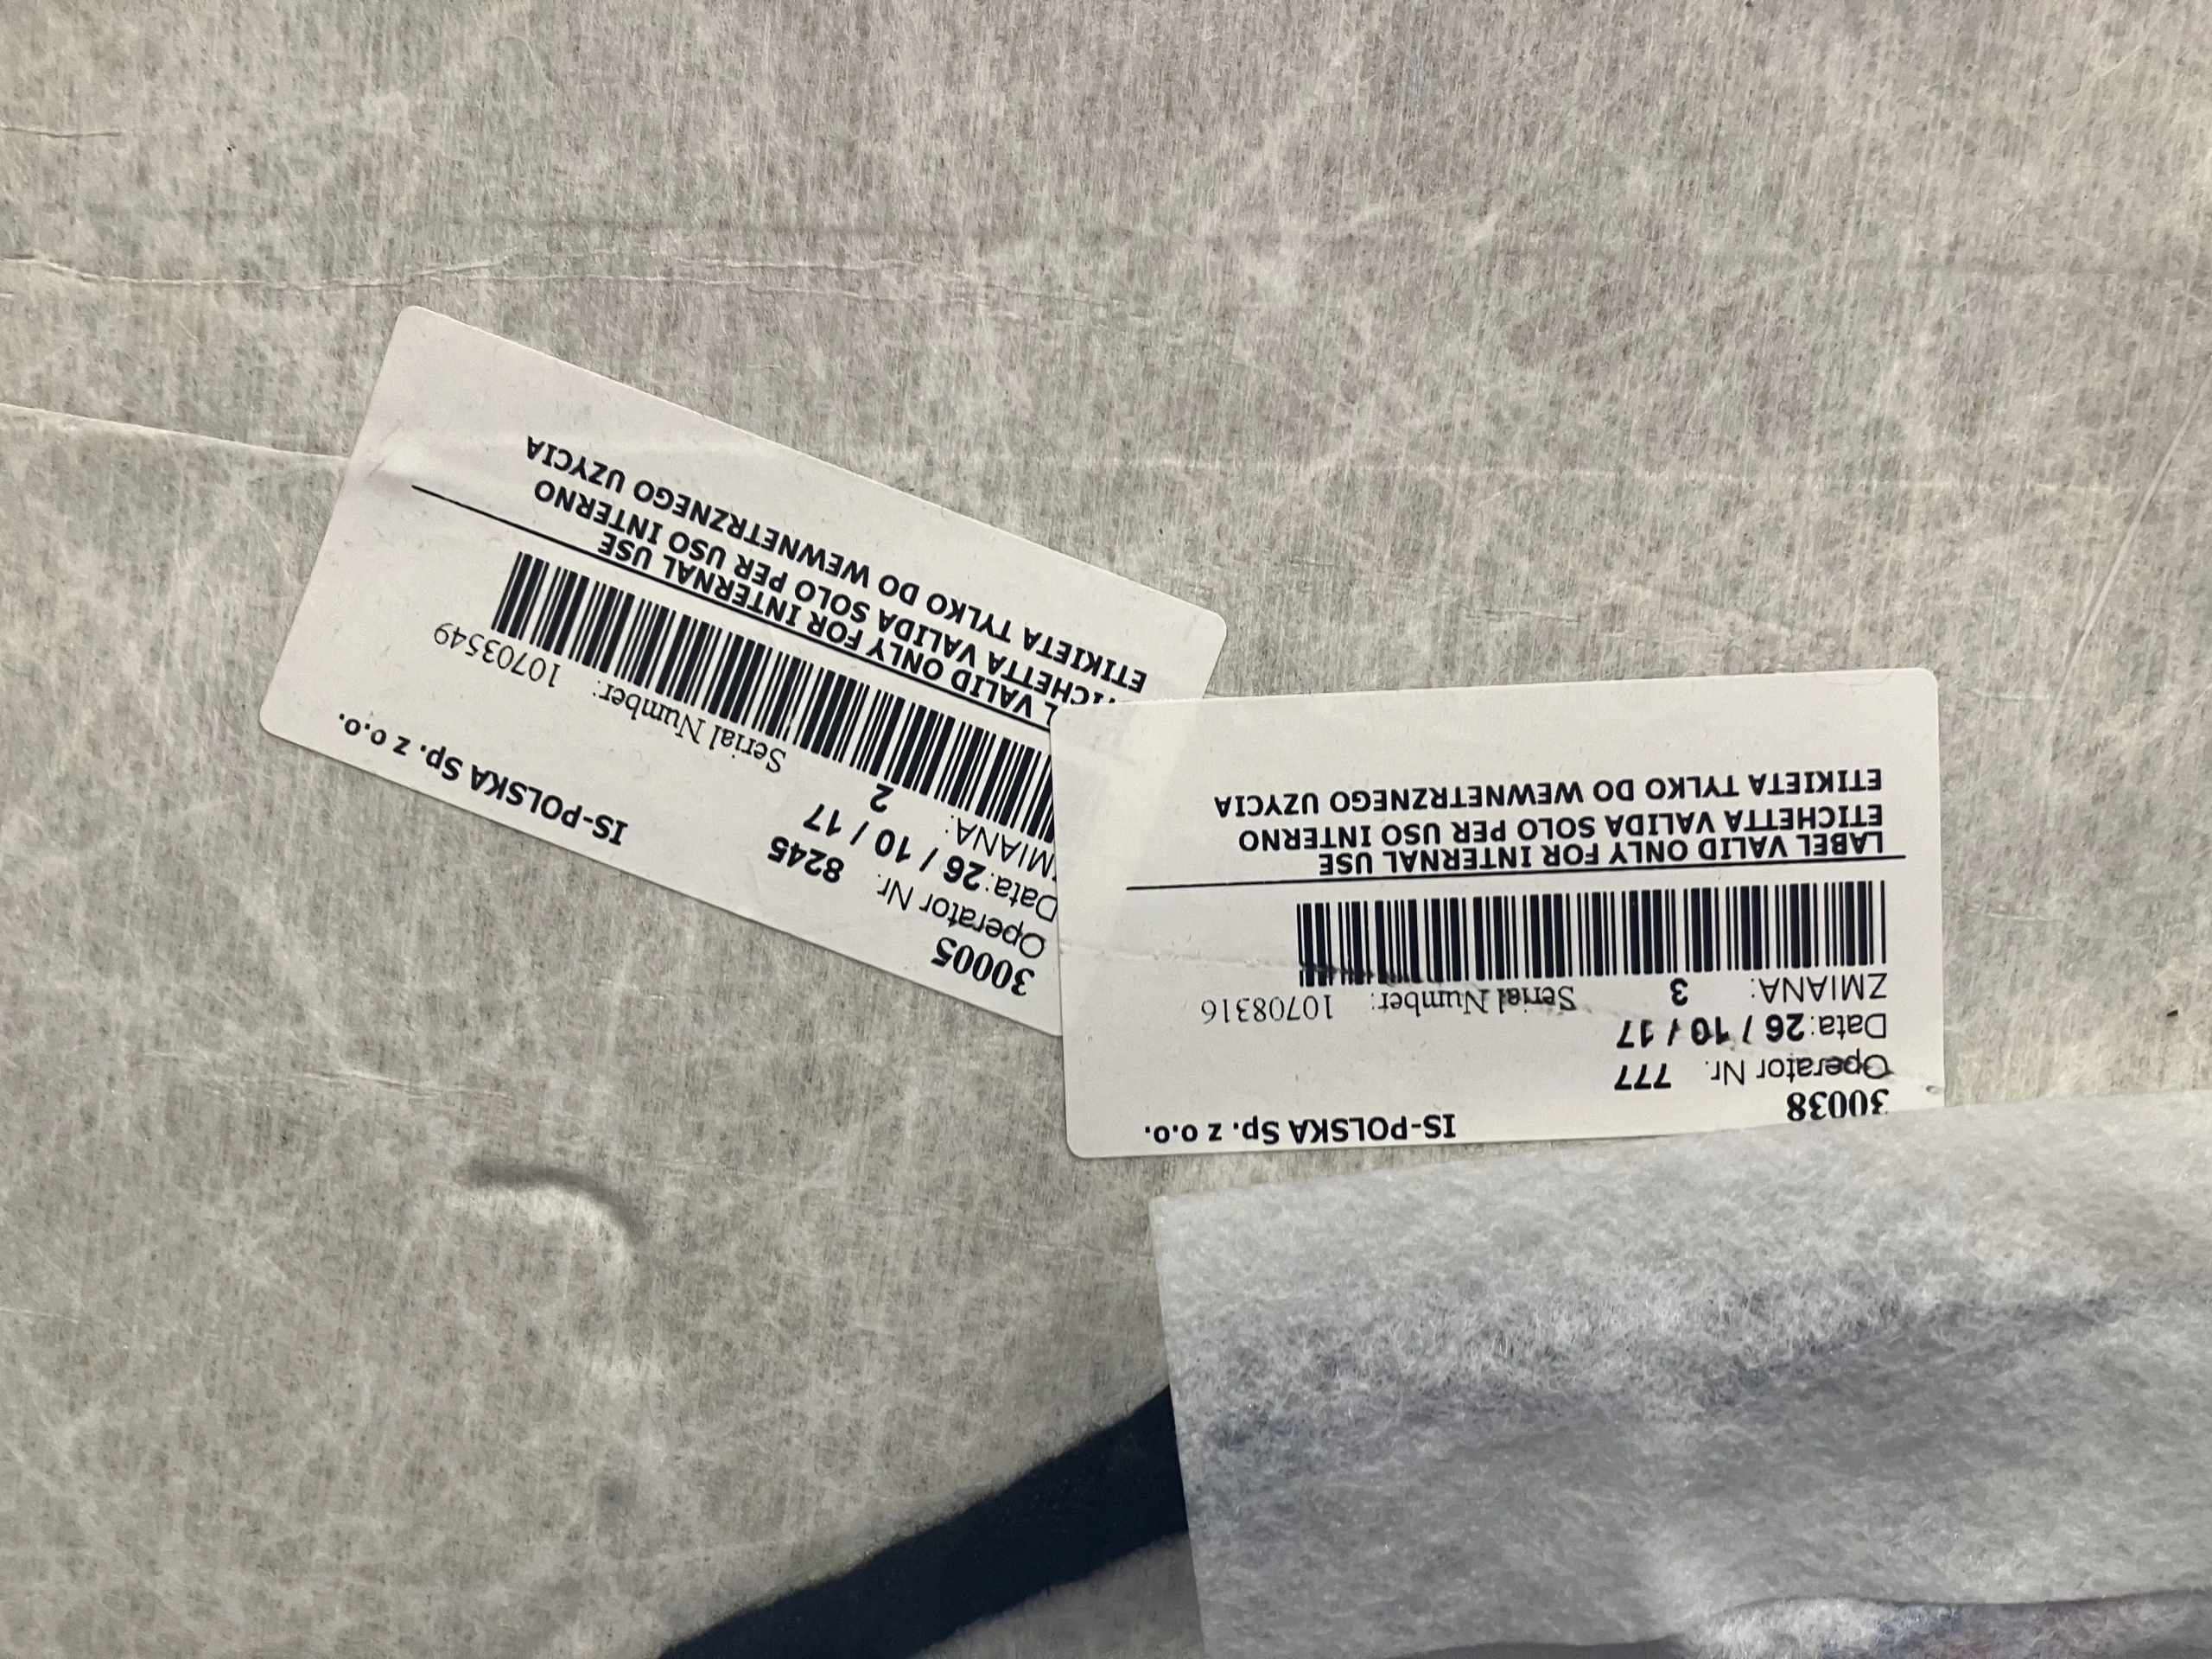 30038
IS-POLSKA Sp. z o.o.
Operator Nr. 777
Data: 26 / 10 / 17
ZMIANA: 3 Serial Number: 10708316
LABEL VALID ONLY FOR INTERNAL USE
ETICHETTA VALIDA SOLO PER USO INTERNO
ETIKIETA TYLKO DO WEWNETRZNEGO UZYCIA
30005
IS-POLSKA Sp. z o.o.
Operator Nr. 8245
Data: 26 / 10 / 17
MIANA: 2 Serial Number: 10703549
L VALID ONLY FOR INTERNAL USE
ICHETTA VALIDA SOLO PER USO INTERNO
ETIKIETA TYLKO DO WEWNETRZNEGO UZYCIA